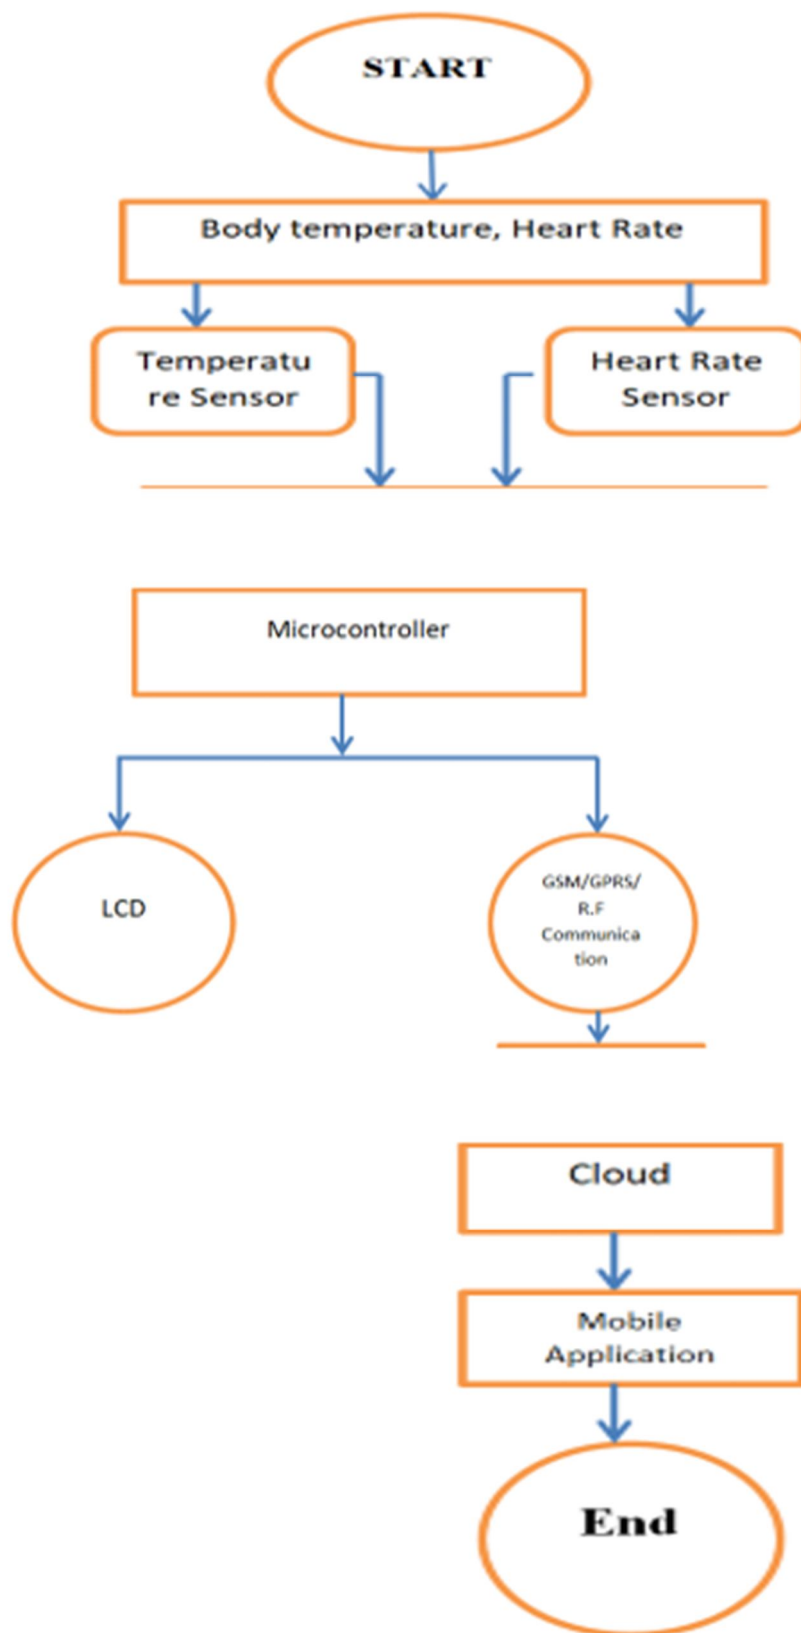 START
Body temperature, Heart Rate
Temperatu
re Sensor
Heart Rate
Sensor
Microcontroller
LCD
GSM/GPRS/
R.F
Communica
tion
Cloud
Mobile
Application
End